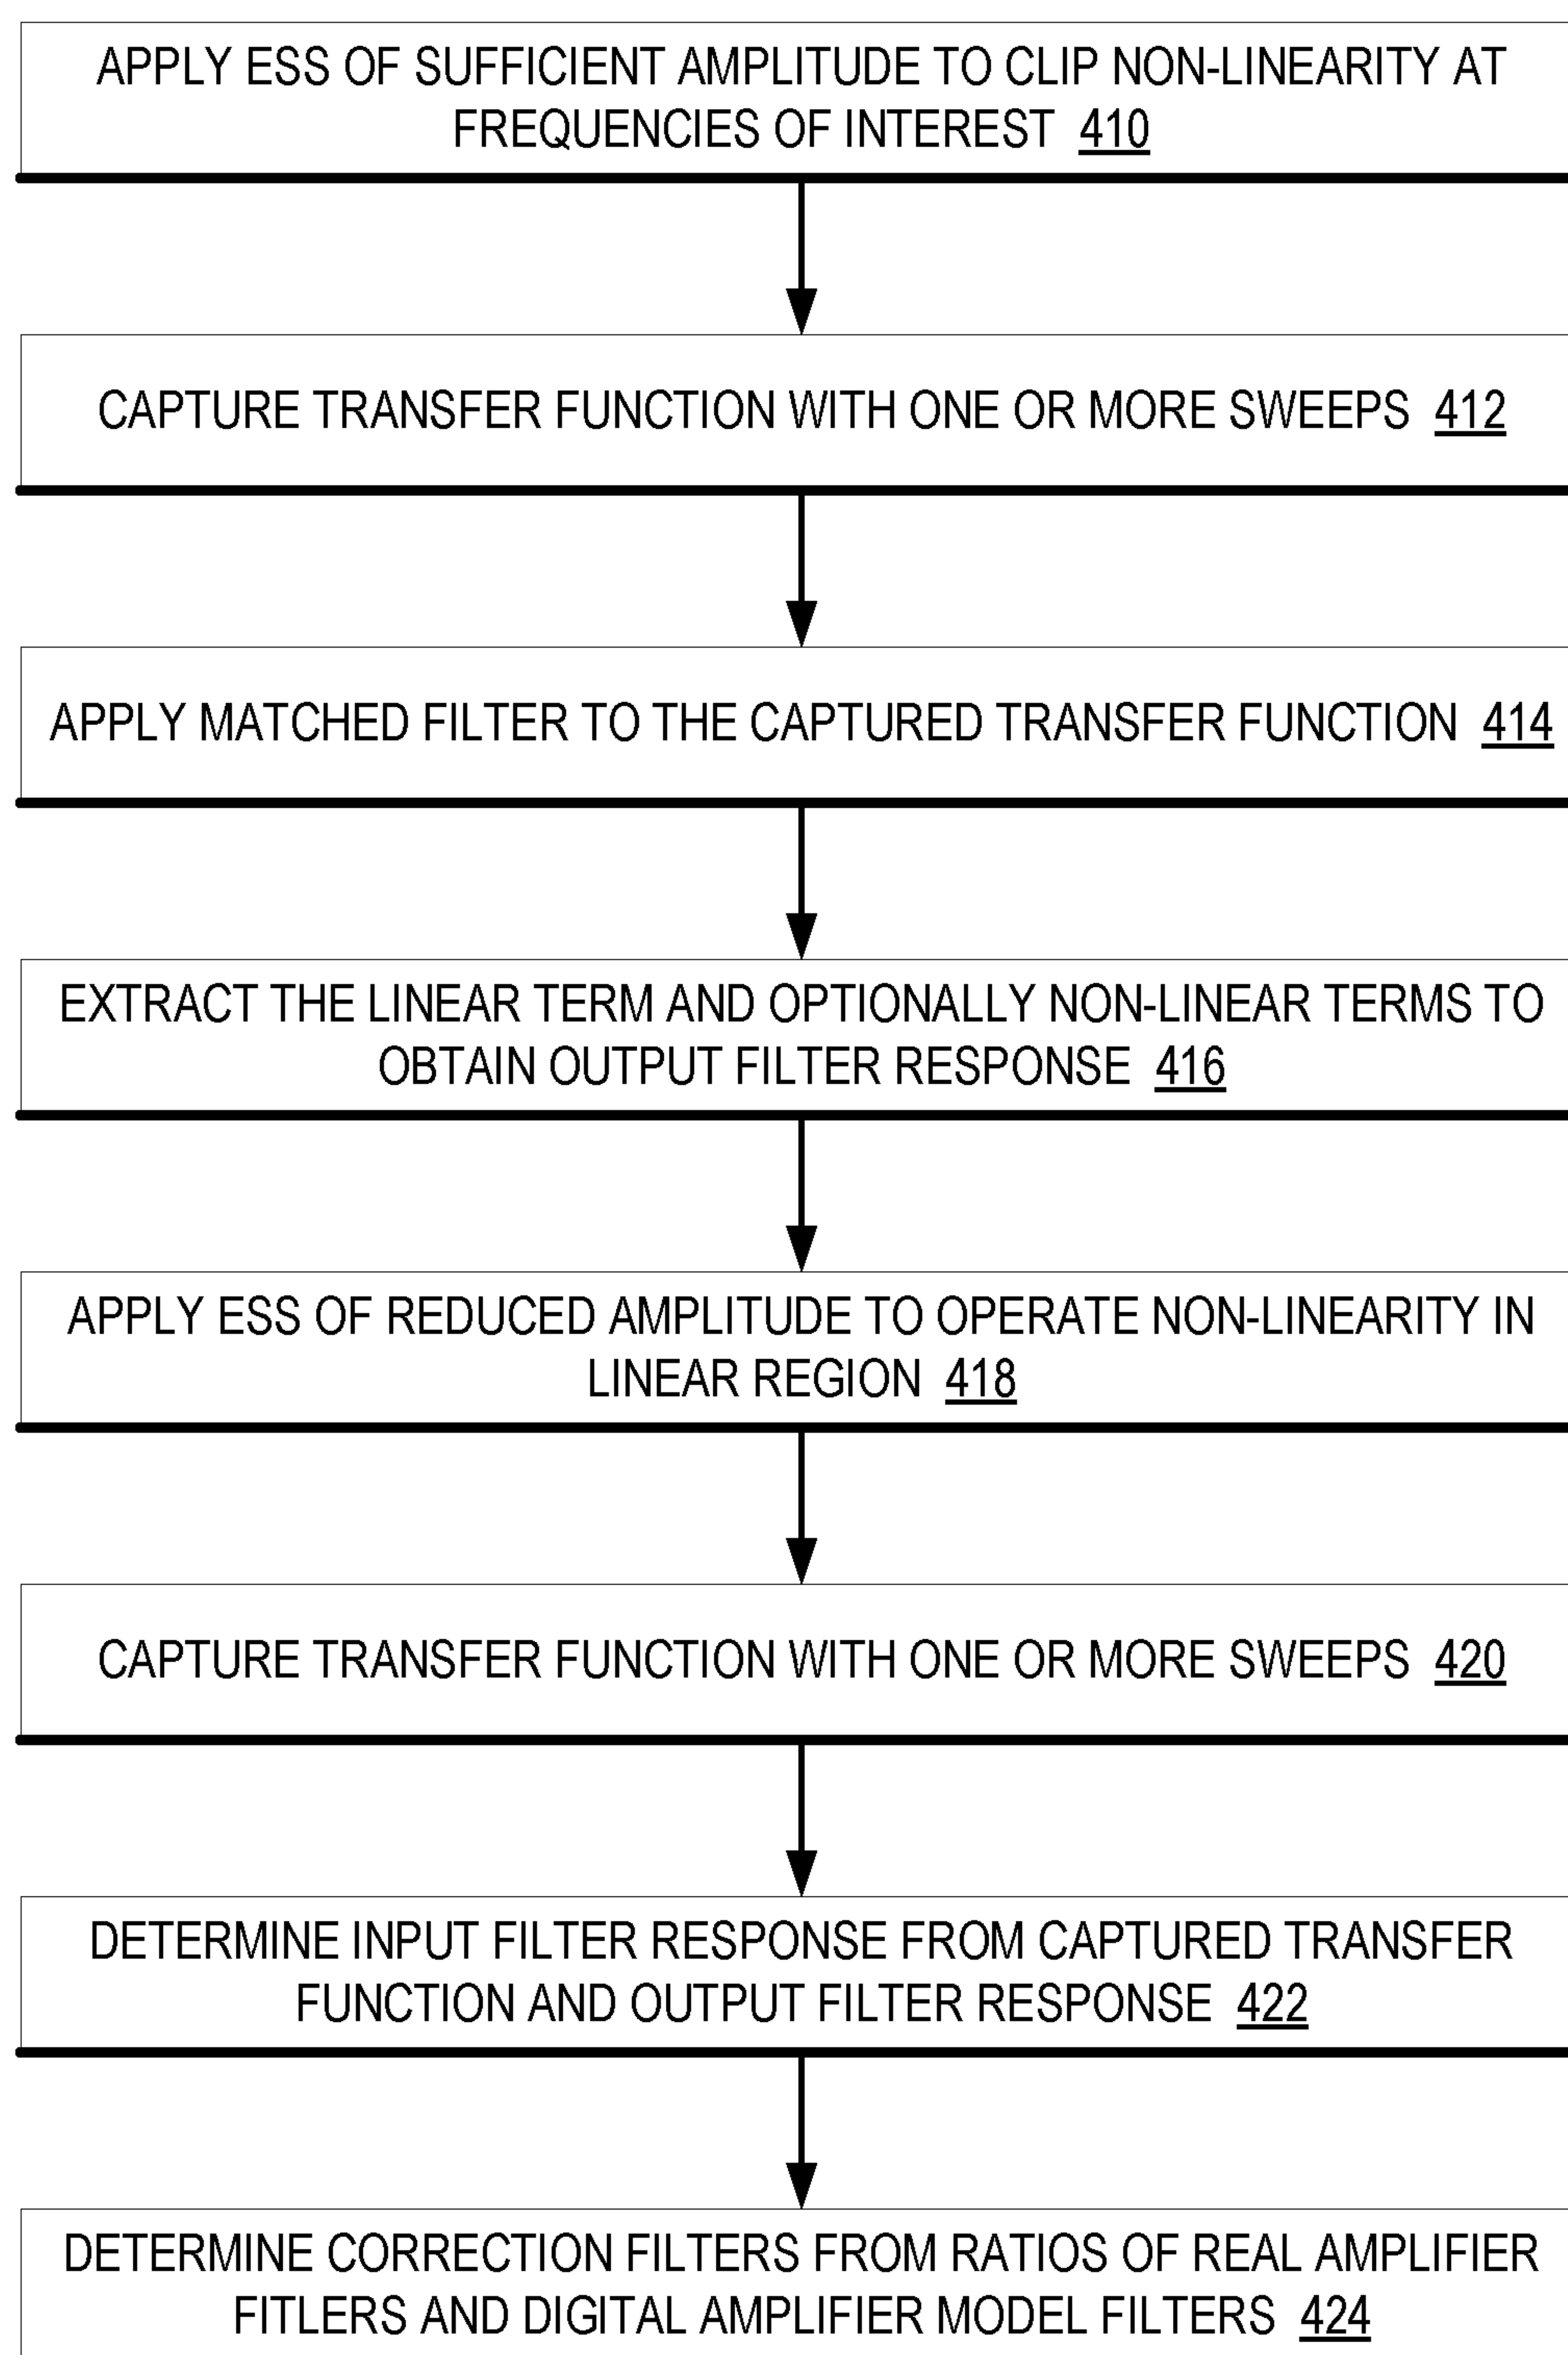 APPLY ESS OF SUFFICIENT AMPLITUDE TO CLIP NON-LINEARITY AT
FREQUENCIES OF INTEREST 410
CAPTURE TRANSFER FUNCTION WITH ONE OR MORE SWEEPS 412
APPLY MATCHED FILTER TO THE CAPTURED TRANSFER FUNCTION 414
EXTRACT THE LINEAR TERM AND OPTIONALLY NON-LINEAR TERMS TO
OBTAIN OUTPUT FILTER RESPONSE 416
APPLY ESS OF REDUCED AMPLITUDE TO OPERATE NON-LINEARITY IN
LINEAR REGION 418
CAPTURE TRANSFER FUNCTION WITH ONE OR MORE SWEEPS 420
DETERMINE INPUT FILTER RESPONSE FROM CAPTURED TRANSFER
FUNCTION AND OUTPUT FILTER RESPONSE 422
DETERMINE CORRECTION FILTERS FROM RATIOS OF REAL AMPLIFIER
FITLERS AND DIGITAL AMPLIFIER MODEL FILTERS 424